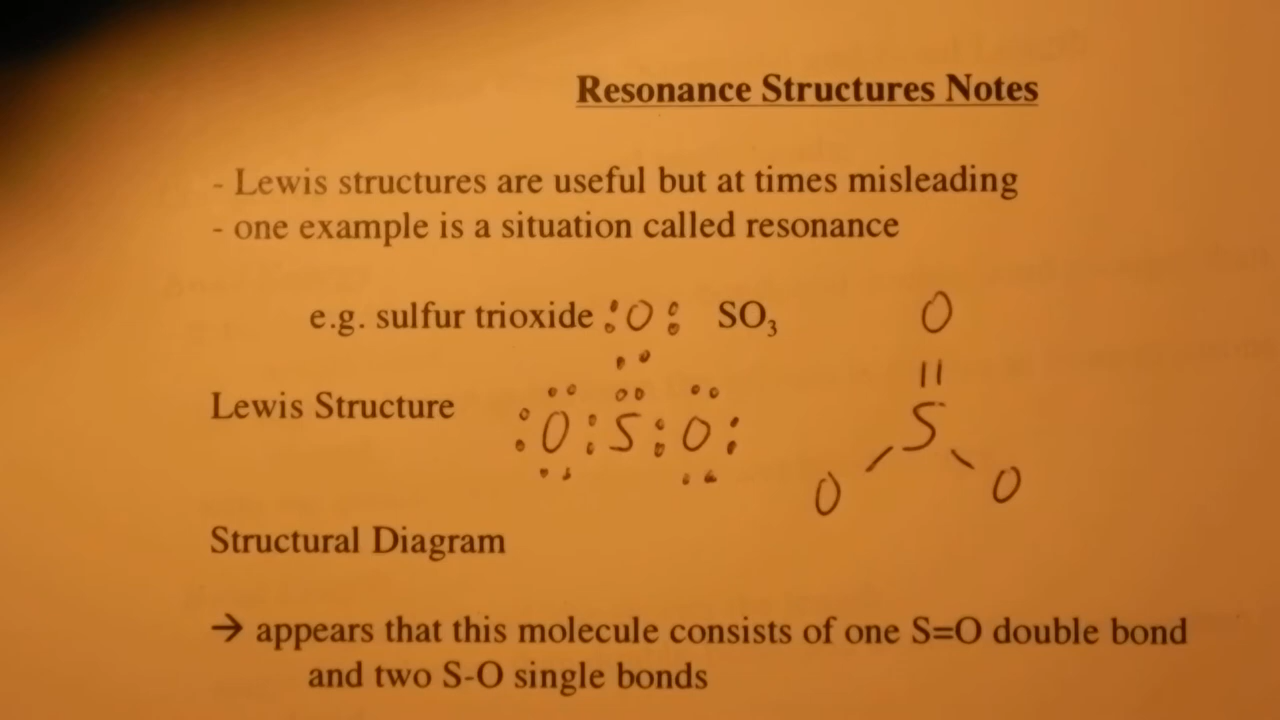 Resonance Structures Notes
- Lewis structures are useful but at times misleading
- one example is a situation called resonance
e.g. sulfur trioxide :O: SO₃
O
||
Lewis Structure :O:S:O: S
O O
Structural Diagram
→ appears that this molecule consists of one S=O double bond
and two S-O single bonds